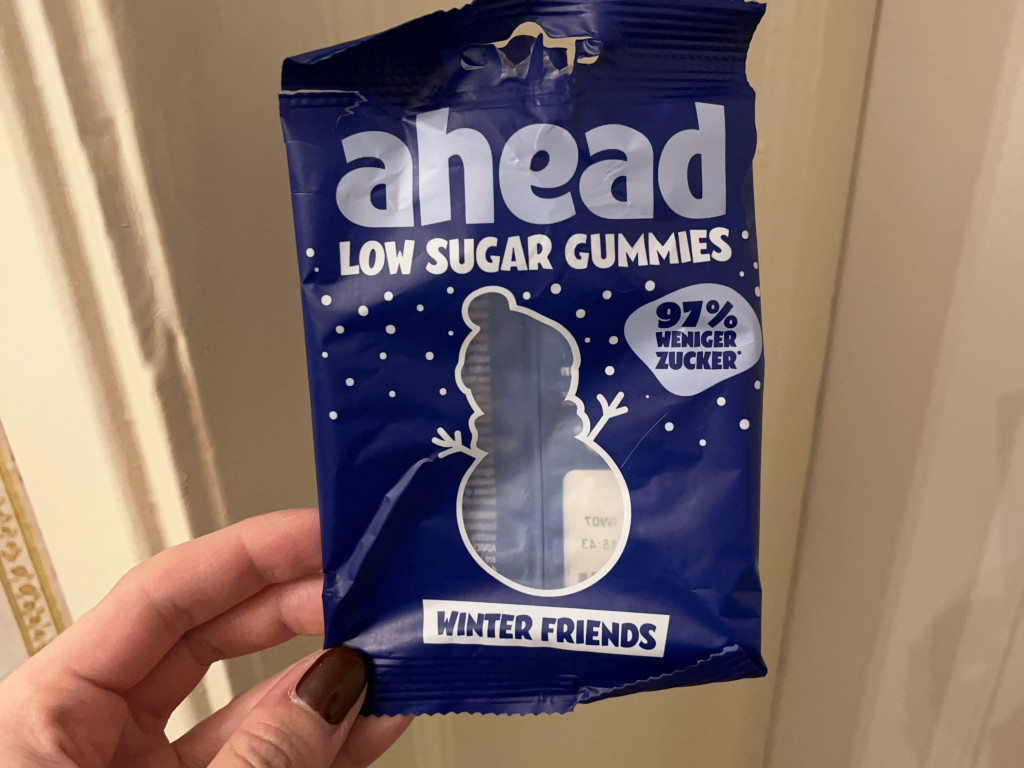 ahead
LOW SUGAR GUMMIES
97%
WENIGER
ZUCKER*
WINTER FRIENDS